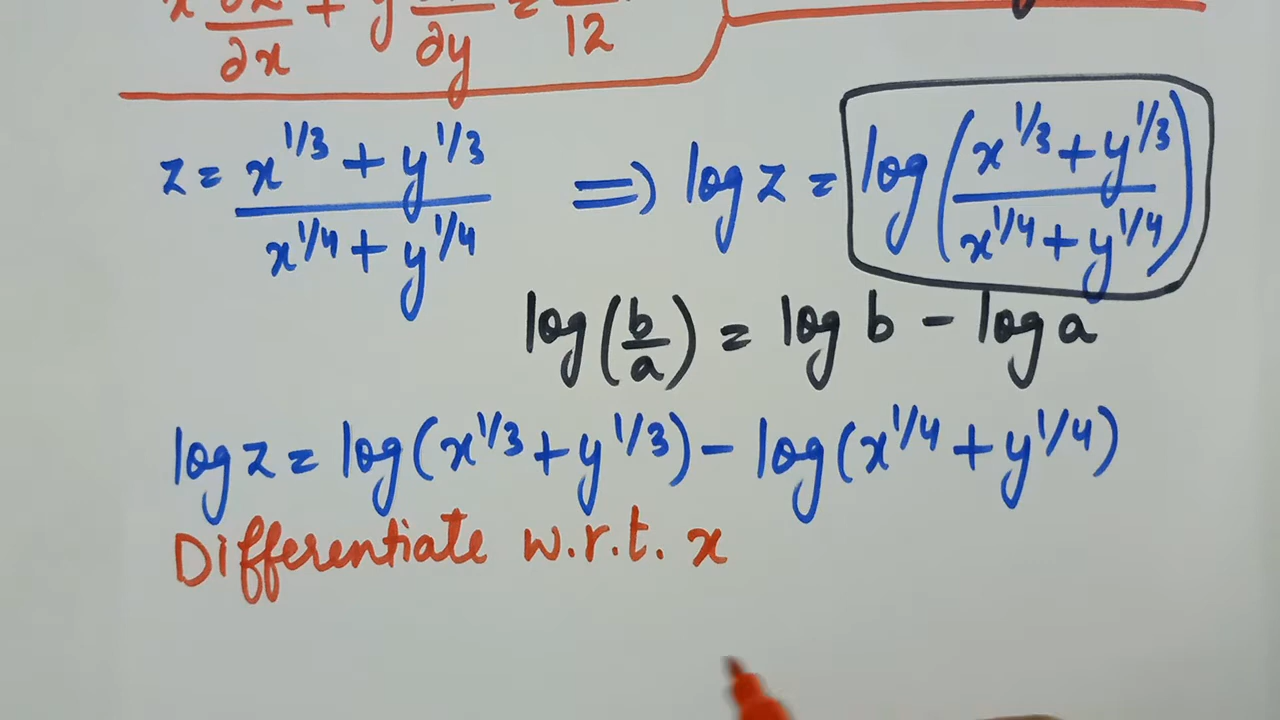 x ∂z/∂x + y ∂/∂y = /12
z = (x^1/3 + y^1/3)/(x^1/4 + y^1/4) ⇒ log z = log((x^1/3 + y^1/3)/(x^1/4 + y^1/4))
log(b/a) = log b - log a
log z = log(x^1/3 + y^1/3) - log(x^1/4 + y^1/4)
Differentiate w.r.t. x